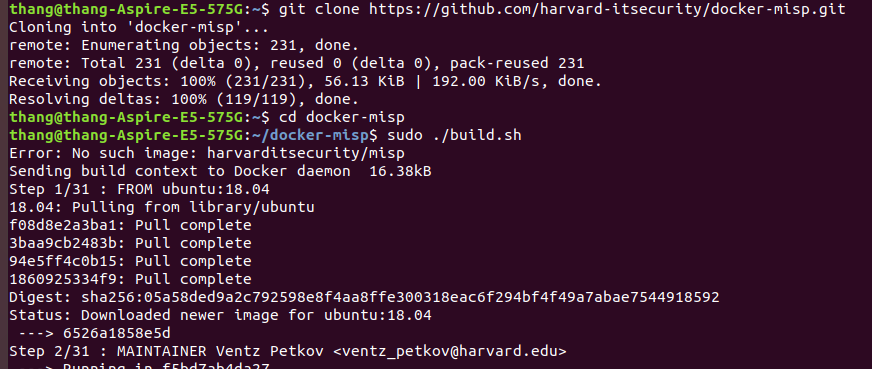 thang@thang-Aspire-E5-575G:~$ git clone https://github.com/harvard-itsecurity/docker-misp.git
Cloning into 'docker-misp'...
remote: Enumerating objects: 231, done.
remote: Total 231 (delta 0), reused 0 (delta 0), pack-reused 231
Receiving objects: 100% (231/231), 56.13 KiB | 192.00 KiB/s, done.
Resolving deltas: 100% (119/119), done.
thang@thang-Aspire-E5-575G:~$ cd docker-misp
thang@thang-Aspire-E5-575G:~/docker-misp$ sudo ./build.sh
Error: No such image: harvarditsecurity/misp
Sending build context to Docker daemon  16.38kB
Step 1/31 : FROM ubuntu:18.04
18.04: Pulling from library/ubuntu
f08d8e2a3ba1: Pull complete
3baa9cb2483b: Pull complete
94e5ff4c0b15: Pull complete
1860925334f9: Pull complete
Digest: sha256:05a58ded9a2c792598e8f4aa8ffe300318eac6f294bf4f49a7abae7544918592
Status: Downloaded newer image for ubuntu:18.04
 ---> 6526a1858e5d
Step 2/31 : MAINTAINER Ventz Petkov <ventz_petkov@harvard.edu>
 ---> Running in f5bd7ab4da27